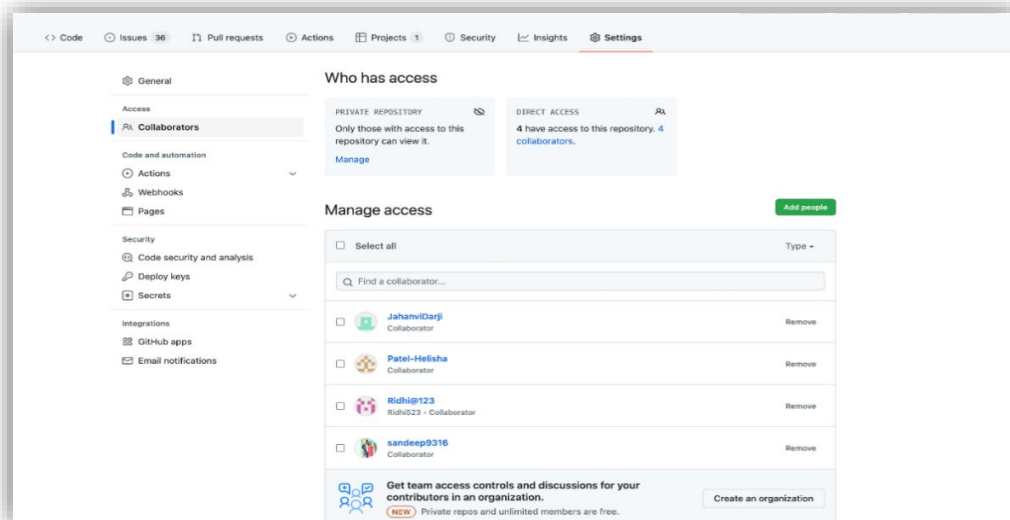 Code Issues 36 Pull requests Actions Projects 1 Security Insights Settings
General
Access
Collaborators
Code and automation
Actions
Webhooks
Pages
Security
Code security and analysis
Deploy keys
Secrets
Integrations
GitHub apps
Email notifications
Who has access
PRIVATE REPOSITORY
Only those with access to this
repository can view it.
Manage
DIRECT ACCESS
4 have access to this repository. 4
collaborators.
Manage access
Add people
Select all
Type
Find a collaborator...
JahanviDarji
Collaborator
Remove
Patel-Helisha
Collaborator
Remove
Ridhi@123
Ridhi523 • Collaborator
Remove
sandeep9316
Collaborator
Remove
Get team access controls and discussions for your
contributors in an organization.
NEW Private repos and unlimited members are free.
Create an organization